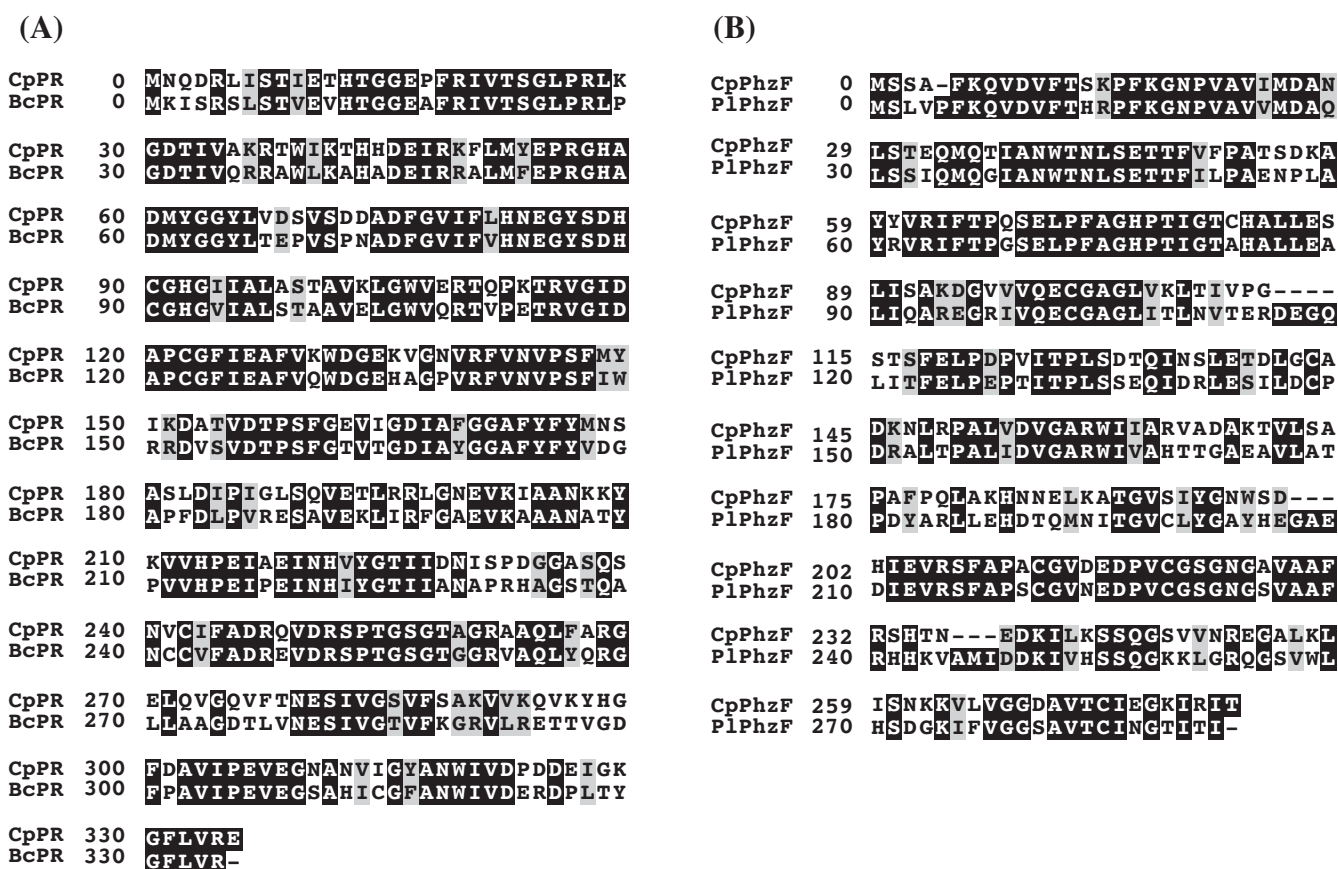 (A)
CpPR 0 MNQDRLISTIETHTGGEPFRIVTSGLPRLK
BcPR 0 MKISRSLSTVEVHTGGEAFRIVTSGLPRLP
CpPR 30 GDTIVAKRTWIKTHHDEIRKFLMYEPRGHA
BcPR 30 GDTIVQRRAWLKAHADEIRRALMFEPRGHA
CpPR 60 DMYGGYLVDSVSDDADFGVIFLHNEGYSDH
BcPR 60 DMYGGYLTEPVSPNADFGVIFVHNEGYSDH
CpPR 90 CGHGIIALASTAVKLGWVERTQPKTRVGID
BcPR 90 CGHGVIALSTAAVELGWVQRTVPETRVGID
CpPR 120 APCGFIEAFVKWDGEKVGNVRFVNVPSFMY
BcPR 120 APCGFIEAFVQWDGEHAGPVRFVNVPSFIW
CpPR 150 IKDATVDTPSFGEVIGDIAFGGAFYFYMNS
BcPR 150 RRDVSVDTPSFGTVTGDIAYGGAFYFYVDG
CpPR 180 ASLDIPIGLSQVETLRRLGNEVKIAANKKY
BcPR 180 APFDLPVRESAVEKLIRFGAEVKAAANATY
CpPR 210 KVVHPEIAEINHVYGTIIDNISPDGGASQS
BcPR 210 PVVHPEIPEINHIYGTIIANAPRHAGSTQA
CpPR 240 NVCIFADRQVDRSPTGSGTAGRAAQLFARG
BcPR 240 NCCVFADREVDRSPTGSGTGGRVAQLYQRG
CpPR 270 ELQVGQVFTNESIVGSVFSAKVVKQVKYHG
BcPR 270 LLAAGDTLVNESIVGTVFKGRVLRETTVGD
CpPR 300 FDAVIPEVEGNANVIGYANWIVDPDDEIGK
BcPR 300 FPAVIPEVEGSAHICGFANWIVDERDPLTY
CpPR 330 GFLVRE
BcPR 330 GFLVR-
(B)
CpPhzF 0 MSSA-FKQVDVFTSKPFKGNPVAVIMDAN
PlPhzF 0 MSLVPFKQVDVFTHRPFKGNPVAVVMDAQ
CpPhzF 29 LSTEQMQTIANWTNLSETTFVFPATSDKA
PlPhzF 30 LSSIQMQGIANWTNLSETTFILPAENPLA
CpPhzF 59 YYVRIFTPQSELPFAGHPTIGTCHALLES
PlPhzF 60 YRVRIFTPGSELPFAGHPTIGTAHALLEA
CpPhzF 89 LISAKDGVVVQECGAGLVKLTIVPG----
PlPhzF 90 LIQAREGRIVQECGAGLITLNVTERDEGQ
CpPhzF 115 STSFELPDPVITPLSDTQINSLETDLGCA
PlPhzF 120 LITFELPEPTITPLSSEQIDRLESILDCP
CpPhzF 145 DKNLRPALVDVGARWIIARVADAKTVLSA
PlPhzF 150 DRALTPALIDVGARWIVAHTTGAEAVLAT
CpPhzF 175 PAFPQLAKHNNELKATGVSIYGNWSD---
PlPhzF 180 PDYARLLEHDTQMNITGVCLYGAYHEGAE
CpPhzF 202 HIEVRSFAPACGVDEDPVCGSGNGAVAAF
PlPhzF 210 DIEVRSFAPSCGVNEDPVCGSGNGSVAAF
CpPhzF 232 RSHTN---EDKILKSSQGSVVNREGALKL
PlPhzF 240 RHHKVAMIDDKIVHSSQGKKLGRQGSVWL
CpPhzF 259 ISNKKVLVGGDAVTCIEGKIRIT
PlPhzF 270 HSDGKIFVGGSAVTCINGTITI-